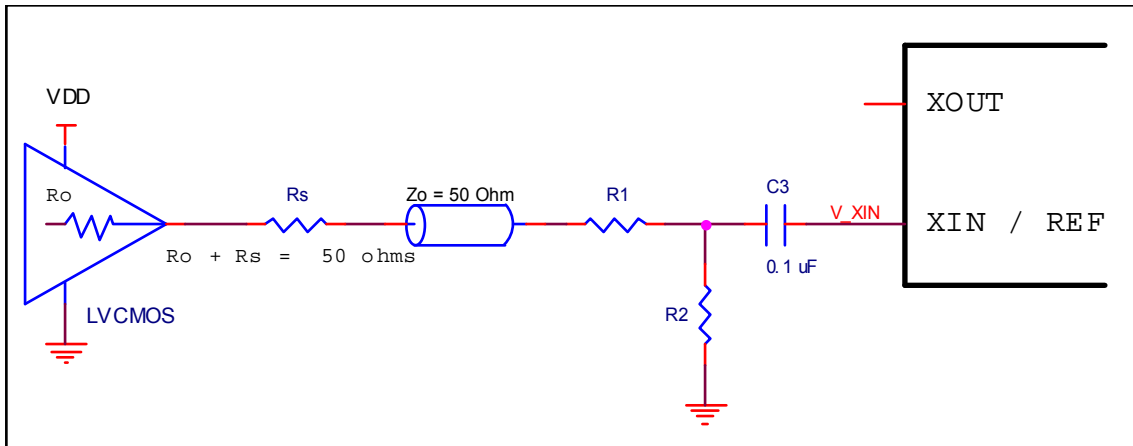 VDD
XOUT
Ro
Rs
Zo = 50 Ohm
R1
C3
V_XIN
XIN / REF
Ro + Rs = 50 ohms
0.1 uF
LVCMOS
R2